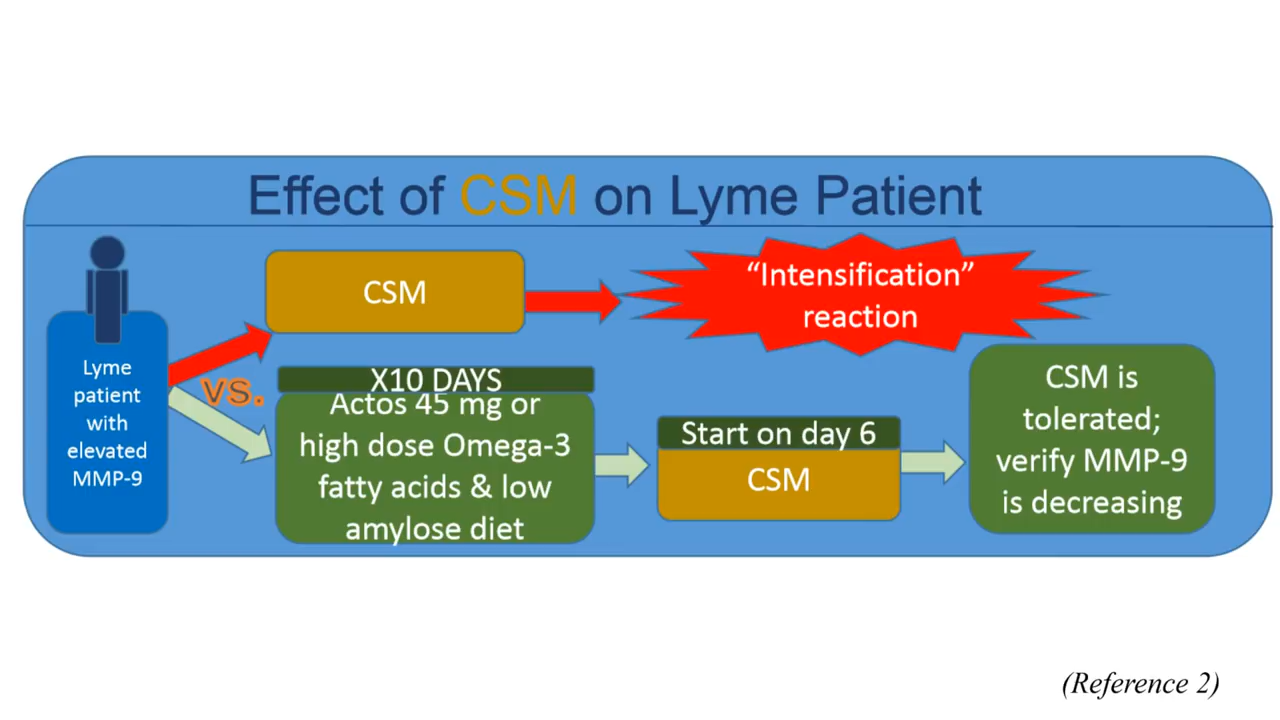 Effect of CSM on Lyme Patient
Lyme
patient
with
elevated
MMP-9
vs.
CSM
“Intensification”
reaction
X10 DAYS
Actos 45 mg or
high dose Omega-3
fatty acids & low
amylose diet
Start on day 6
CSM
CSM is
tolerated;
verify MMP-9
is decreasing
(Reference 2)